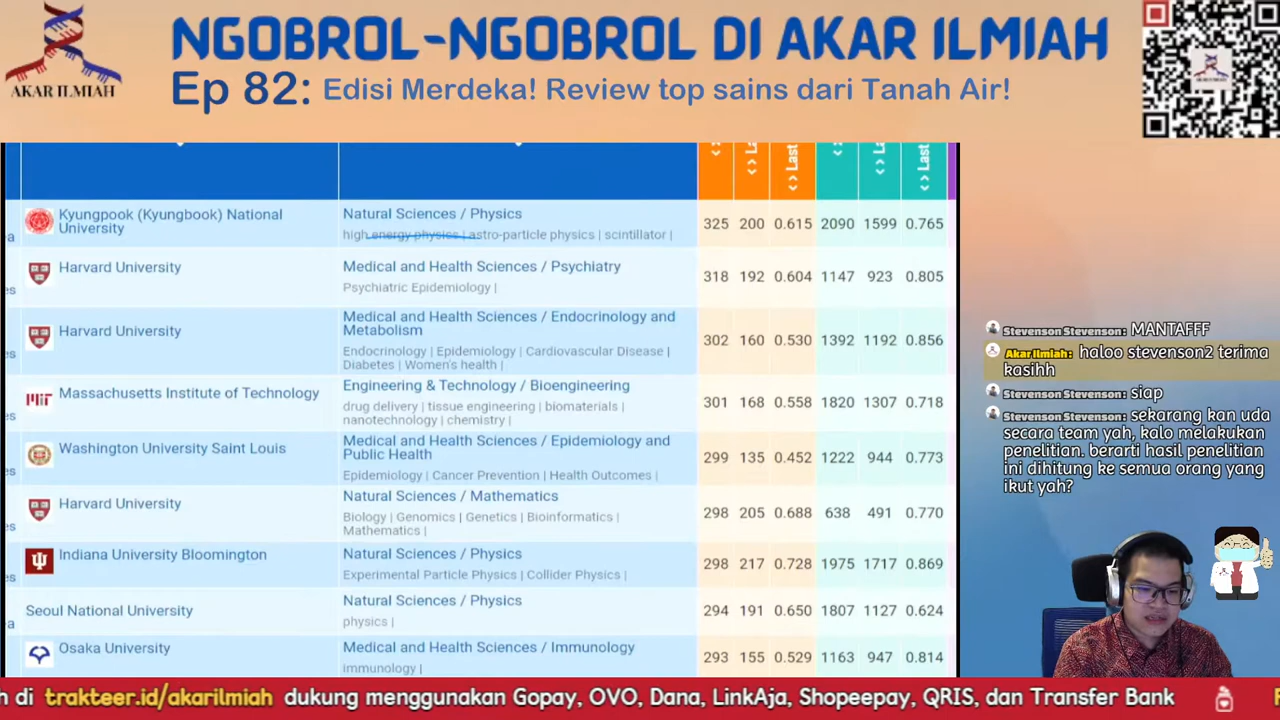 NGOBROL-NGOBROL DI AKAR ILMIAH
AKAR ILMIAH
Ep 82: Edisi Merdeka! Review top sains dari Tanah Air!
<> <> La <> Last <> <> La <> Last
a Kyungpook (Kyungbook) National University
Natural Sciences / Physics
high energy physics | astro-particle physics | scintillator |
325 200 0.615 2090 1599 0.765
es Harvard University
Medical and Health Sciences / Psychiatry
Psychiatric Epidemiology |
318 192 0.604 1147 923 0.805
es Harvard University
Medical and Health Sciences / Endocrinology and
Metabolism
Endocrinology | Epidemiology | Cardiovascular Disease |
Diabetes | Women's health |
302 160 0.530 1392 1192 0.856
es MIT Massachusetts Institute of Technology
Engineering & Technology / Bioengineering
drug delivery | tissue engineering | biomaterials |
nanotechnology | chemistry |
301 168 0.558 1820 1307 0.718
es Washington University Saint Louis
Medical and Health Sciences / Epidemiology and
Public Health
Epidemiology | Cancer Prevention | Health Outcomes |
299 135 0.452 1222 944 0.773
es Harvard University
Natural Sciences / Mathematics
Biology | Genomics | Genetics | Bioinformatics |
Mathematics |
298 205 0.688 638 491 0.770
es Indiana University Bloomington
Natural Sciences / Physics
Experimental Particle Physics | Collider Physics |
298 217 0.728 1975 1717 0.869
a Seoul National University
Natural Sciences / Physics
physics |
294 191 0.650 1807 1127 0.624
Osaka University
Medical and Health Sciences / Immunology
immunology |
293 155 0.529 1163 947 0.814
Stevenson Stevenson: MANTAFFF
Akar Ilmiah: haloo stevenson2 terima
kasihh
Stevenson Stevenson: siap
Stevenson Stevenson: sekarang kan uda
secara team yah, kalo melakukan
penelitian. berarti hasil penelitian
ini dihitung ke semua orang yang
ikut yah?
h di trakteer.id/akarilmiah dukung menggunakan Gopay, OVO, Dana, LinkAja, Shopeepay, QRIS, dan Transfer Bank